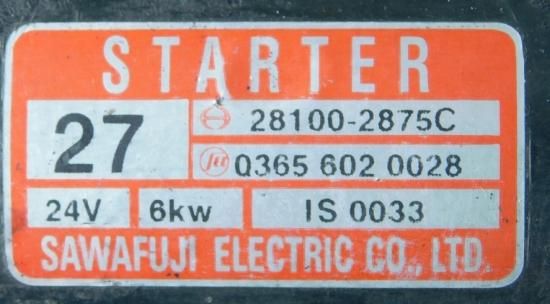 STARTER
27
28100-2875C
0365 602 0028
24V 6kw IS 0033
SAWAFUJI ELECTRIC CO., LTD.